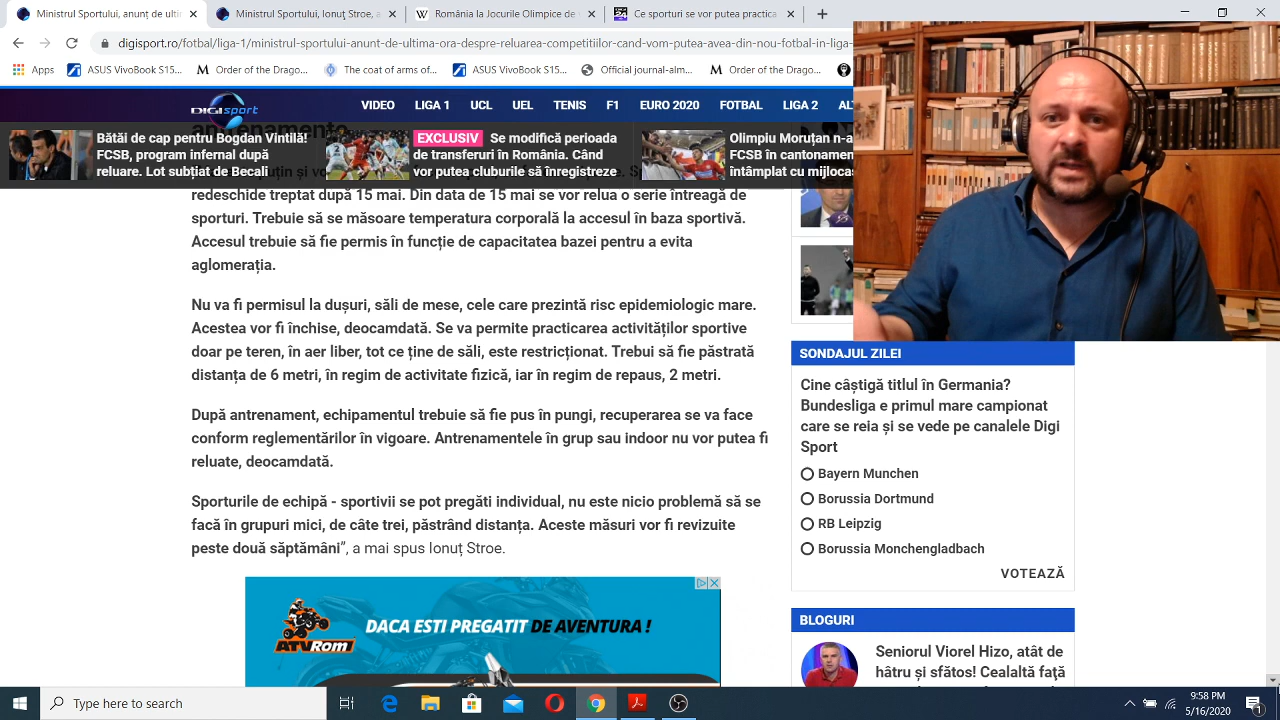 Ministrul Sportului, anunț de ulti
Ministrul Sportului, Ionuț
Romanian anthropology
Ce sporturi se vor putea practica
digisport.ro/fotbal/liga-1/ministrul-sportului-anunt-de-ultima-ora-despre-reluarea-competitiilor-cand-vom-putea-avea-din-nou-fotbal-in-liga-
Apps
ASUS VivoBook S15...
Order of the Drago...
The coat of arms of...
ASUS VivoBook S15...
Official journal-alm...
Order of the Drago...
DIGI sport
VIDEO LIGA 1 UCL UEL TENIS F1 EURO 2020 FOTBAL LIGA 2
Bătăi de cap pentru Bogdan Vintilă!
FCSB, program infernal după
reluare. Lot subțiat de Becali
EXCLUSIV Se modifică perioada
de transferuri în România. Când
vor putea cluburile să înregistreze
Olimpiu Moruțan n-a
FCSB în cantonamen
întâmplat cu mijlocaș
redeschide treptat după 15 mai. Din data de 15 mai se vor relua o serie întreagă de
sporturi. Trebuie să se măsoare temperatura corporală la accesul în baza sportivă.
Accesul trebuie să fie permis în funcție de capacitatea bazei pentru a evita
aglomerația.
Nu va fi permisul la dușuri, săli de mese, cele care prezintă risc epidemiologic mare.
Acestea vor fi închise, deocamdată. Se va permite practicarea activităților sportive
doar pe teren, în aer liber, tot ce ține de săli, este restricționat. Trebui să fie păstrată
distanța de 6 metri, în regim de activitate fizică, iar în regim de repaus, 2 metri.
După antrenament, echipamentul trebuie să fie pus în pungi, recuperarea se va face
conform reglementărilor în vigoare. Antrenamentele în grup sau indoor nu vor putea fi
reluate, deocamdată.
Sporturile de echipă - sportivii se pot pregăti individual, nu este nicio problemă să se
facă în grupuri mici, de câte trei, păstrând distanța. Aceste măsuri vor fi revizuite
peste două săptămâni”, a mai spus Ionuț Stroe.
SONDAJUL ZILEI
Cine câștigă titlul în Germania?
Bundesliga e primul mare campionat
care se reia și se vede pe canalele Digi
Sport
Bayern Munchen
Borussia Dortmund
RB Leipzig
Borussia Monchengladbach
VOTEAZĂ
BLOGURI
Seniorul Viorel Hizo, atât de
hâtru și sfătos! Cealaltă faţă
DACA ESTI PREGATIT DE AVENTURA !
ATVROM
Type here to search
9:58 PM
5/16/2020